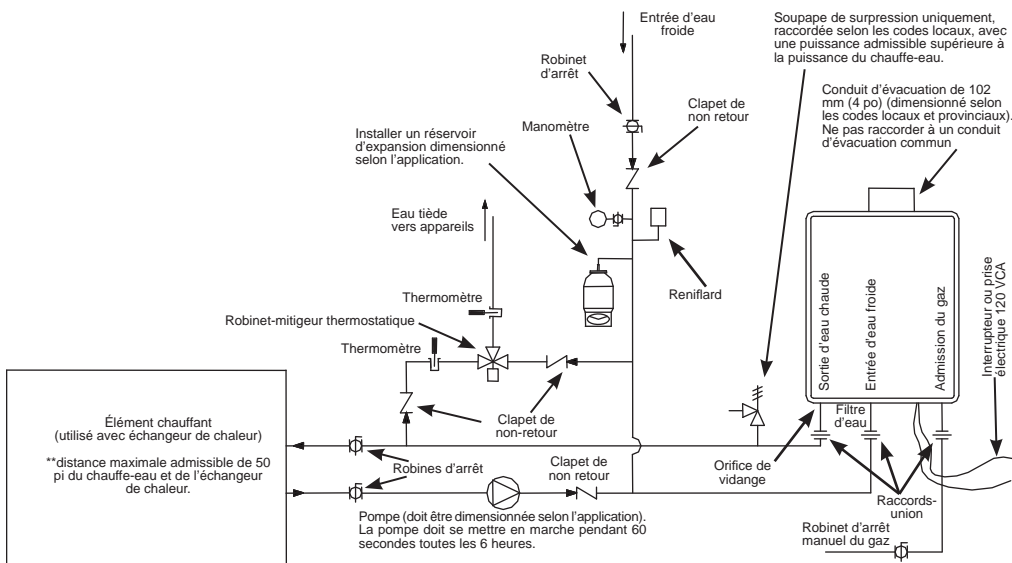 Entrée d'eau
froide
Soupape de surpression uniquement,
raccordée selon les codes locaux, avec
une puissance admissible supérieure à
la puissance du chauffe-eau.
Robinet
d'arrêt
Conduit d'évacuation de 102
mm (4 po) (dimensionné selon
les codes locaux et provinciaux).
Ne pas raccorder à un conduit
d'évacuation commun
Clapet de
non retour
Manomètre
Installer un réservoir
d'expansion dimensionné
selon l'application.
Eau tiède
vers appareils
Reniflard
Thermomètre
Robinet-mitigeur thermostatique
Thermomètre
Sortie d'eau chaude
Entrée d'eau froide
Admission du gaz
Interrupteur ou prise
électrique 120 VCA
Clapet de
non-retour
Filtre
d'eau
Élément chauffant
(utilisé avec échangeur de chaleur)
**distance maximale admissible de 50
pi du chauffe-eau et de l'échangeur
de chaleur.
Robines d'arrêt
Clapet de
non retour
Orifice de
vidange
Raccords-
union
Pompe (doit être dimensionnée selon l'application).
La pompe doit se mettre en marche pendant 60
secondes toutes les 6 heures.
Robinet d'arrêt
manuel du gaz